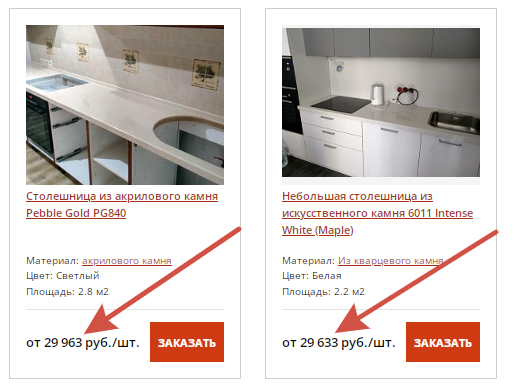 Столешница из акрилового камня
Pebble Gold PG840
Материал: акрилового камня
Цвет: Светлый
Площадь: 2.8 м2
от 29 963 руб./шт.
ЗАКАЗАТЬ
Небольшая столешница из
искусственного камня 6011 Intense
White (Maple)
Материал: Из кварцевого камня
Цвет: Белая
Площадь: 2.2 м2
от 29 633 руб./шт.
ЗАКАЗАТЬ